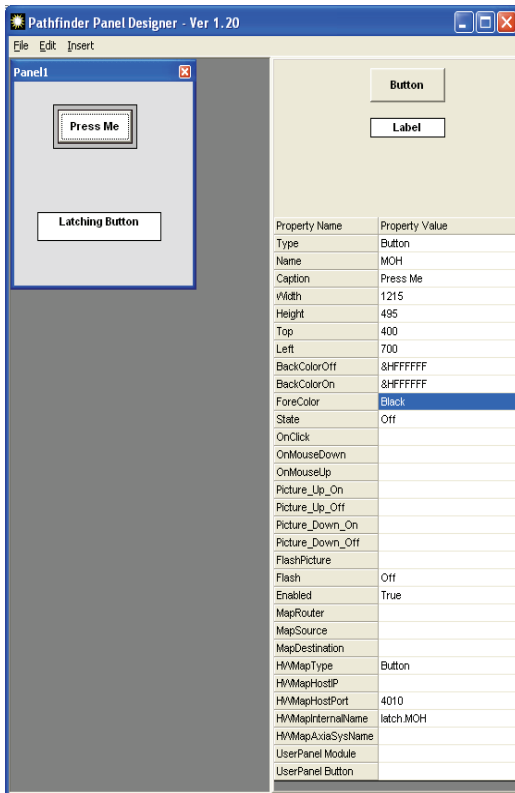 Pathfinder Panel Designer - Ver 1.20
File Edit Insert
Panel1
Press Me
Latching Button
Button
Label
Property Name Property Value
Type Button
Name MOH
Caption Press Me
Width 1215
Height 495
Top 400
Left 700
BackColorOff &HFFFFFF
BackColorOn &HFFFFFF
ForeColor Black
State Off
OnClick
OnMouseDown
OnMouseUp
Picture_Up_On
Picture_Up_Off
Picture_Down_On
Picture_Down_Off
FlashPicture
Flash Off
Enabled True
MapRouter
MapSource
MapDestination
HWMapType Button
HWMapHostIP
HWMapHostPort 4010
HWMapInternalName latch.MOH
HWMapAxiaSysName
UserPanel Module
UserPanel Button